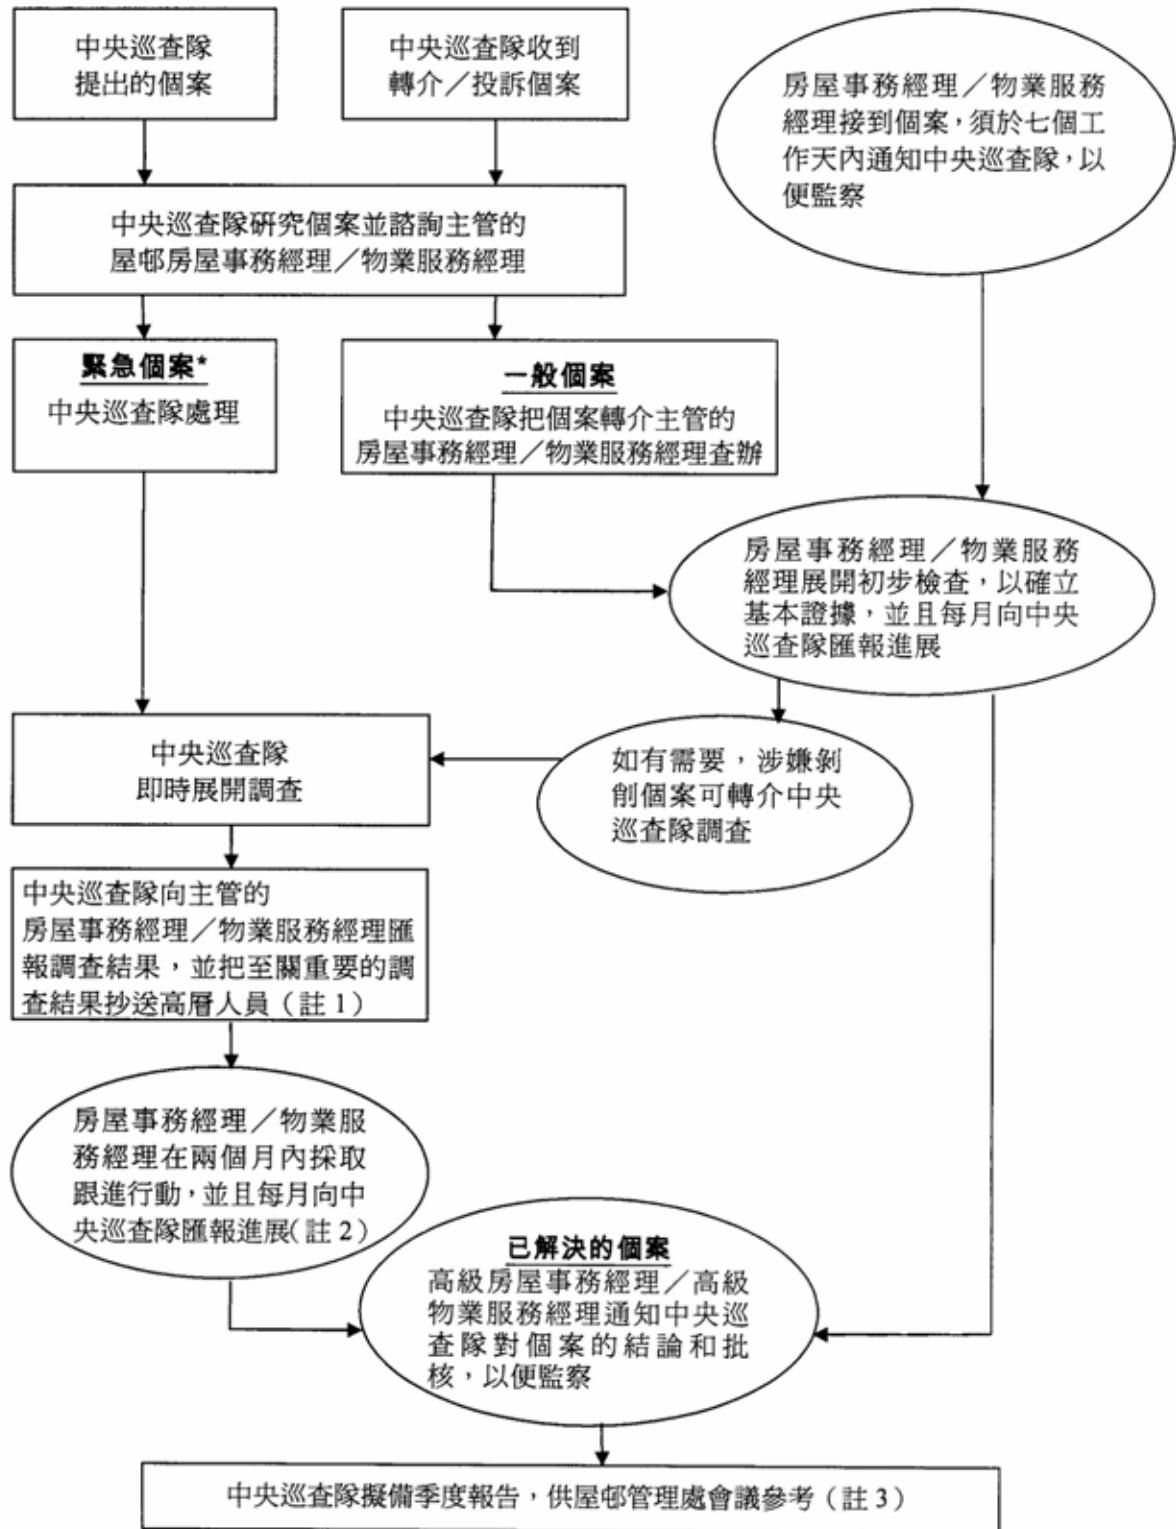 中央巡查隊
提出的個案
中央巡查隊收到
轉介／投訴個案
房屋事務經理／物業服務
經理接到個案，須於七個工
作天內通知中央巡查隊，以
便監察
中央巡查隊研究個案並諮詢主管的
屋邨房屋事務經理／物業服務經理
緊急個案*
中央巡查隊處理
一般個案
中央巡查隊把個案轉介主管的
房屋事務經理／物業服務經理查辦
房屋事務經理／物業服務
經理展開初步檢查，以確立
基本證據，並且每月向中央
巡查隊匯報進展
中央巡查隊
即時展開調查
如有需要，涉嫌剝
削個案可轉介中央
巡查隊調查
中央巡查隊向主管的
房屋事務經理／物業服務經理匯
報調查結果，並把至關重要的調
查結果抄送高層人員（註1）
房屋事務經理／物業服
務經理在兩個月內採取
跟進行動，並且每月向中
央巡查隊匯報進展（註2）
已解決的個案
高級房屋事務經理／高級
物業服務經理通知中央巡
查隊對個案的結論和批
核，以便監察
中央巡查隊擬備季度報告，供屋邨管理處會議參考（註3）